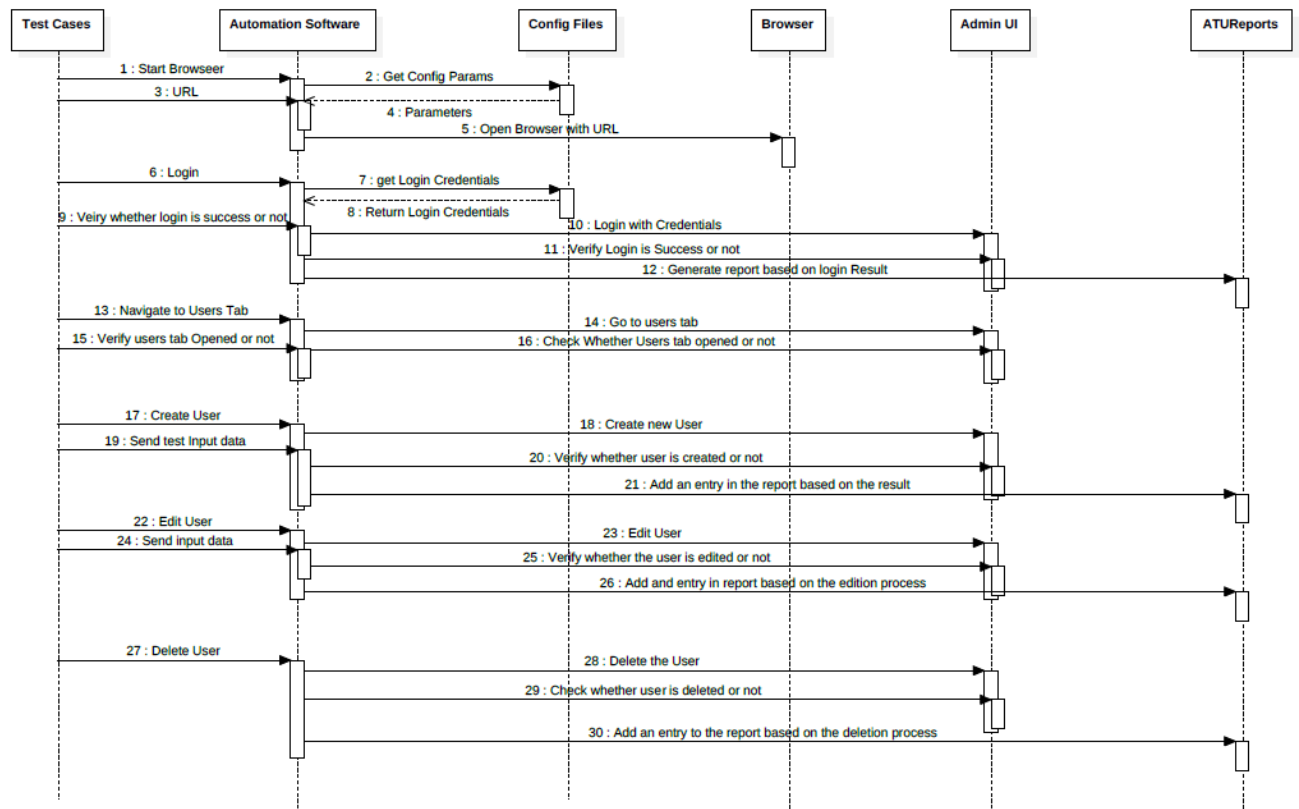 Test Cases
Automation Software
Config Files
Browser
Admin UI
ATUReports
1 : Start Browseer
2 : Get Config Params
3 : URL
4 : Parameters
5 : Open Browser with URL
6 : Login
7 : get Login Credentials
8 : Return Login Credentials
9 : Veiry whether login is success or not
10 : Login with Credentials
11 : Verify Login is Success or not
12 : Generate report based on login Result
13 : Navigate to Users Tab
14 : Go to users tab
15 : Verify users tab Opened or not
16 : Check Whether Users tab opened or not
17 : Create User
18 : Create new User
19 : Send test Input data
20 : Verify whether user is created or not
21 : Add an entry in the report based on the result
22 : Edit User
23 : Edit User
24 : Send input data
25 : Verify whether the user is edited or not
26 : Add and entry in report based on the edition process
27 : Delete User
28 : Delete the User
29 : Check whether user is deleted or not
30 : Add an entry to the report based on the deletion process